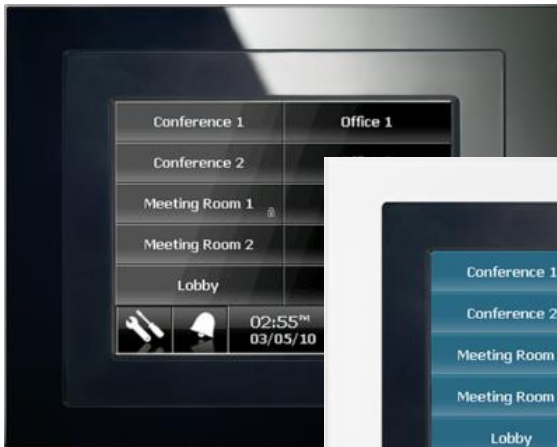 Conference 1
Office 1
Conference 2
Meeting Room 1
Meeting Room 2
Lobby
02:55PM
03/05/10
Conference 1
Conference 2
Meeting Room
Meeting Room
Lobby